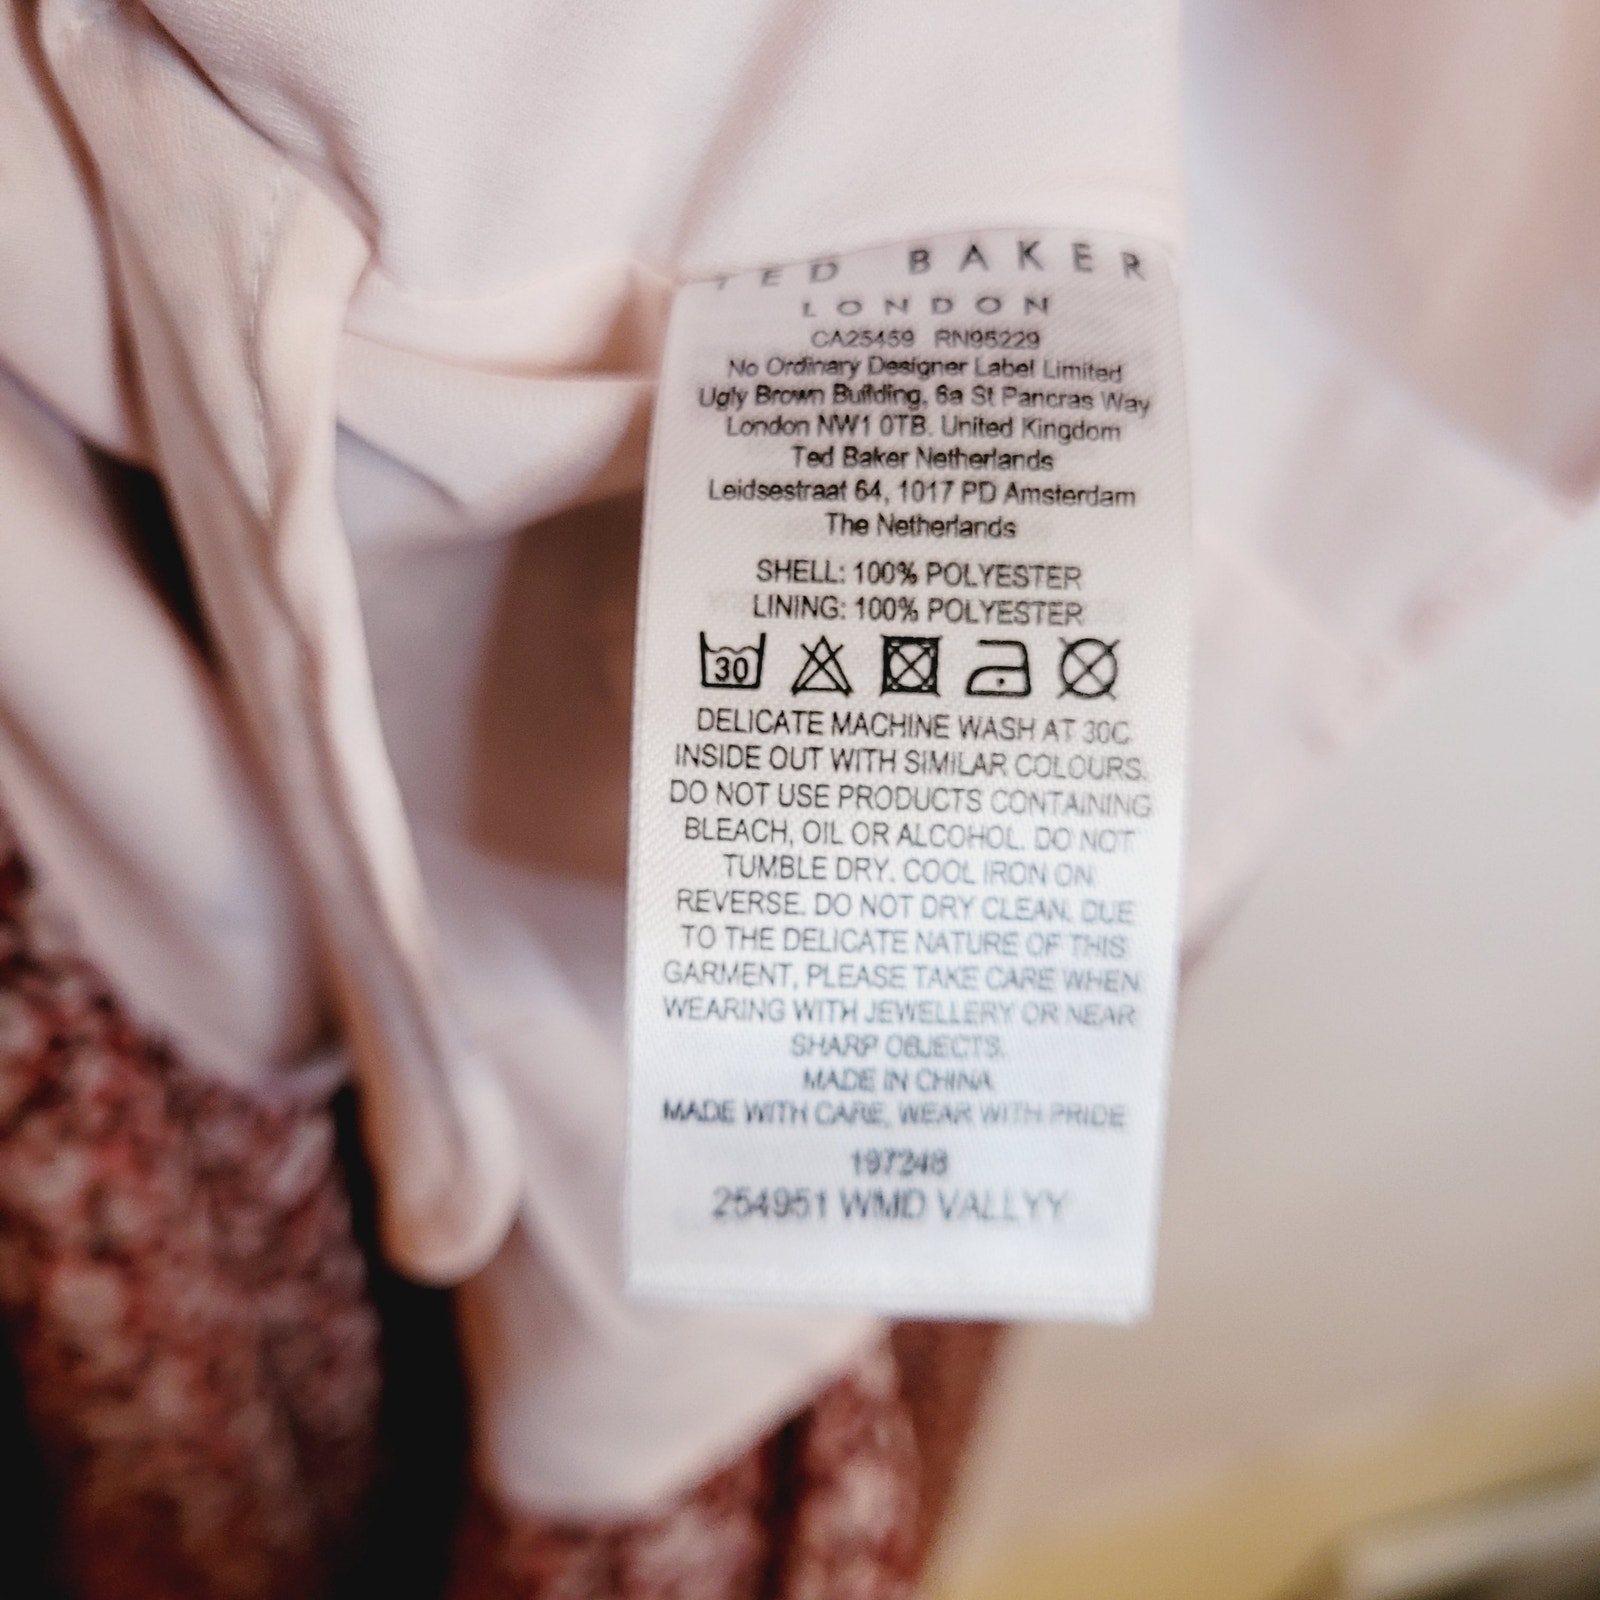 TED BAKER
LONDON
CA25459 RN95229
No Ordinary Designer Label Limited
Ugly Brown Building, 6a St Pancras Way
London NW1 0TB. United Kingdom
Ted Baker Netherlands
Leidsestraat 64, 1017 PD Amsterdam
The Netherlands
SHELL: 100% POLYESTER
LINING: 100% POLYESTER
30
DELICATE MACHINE WASH AT 30C
INSIDE OUT WITH SIMILAR COLOURS.
DO NOT USE PRODUCTS CONTAINING
BLEACH, OIL OR ALCOHOL. DO NOT
TUMBLE DRY. COOL IRON ON
REVERSE. DO NOT DRY CLEAN. DUE
TO THE DELICATE NATURE OF THIS
GARMENT, PLEASE TAKE CARE WHEN
WEARING WITH JEWELLERY OR NEAR
SHARP OBJECTS.
MADE IN CHINA
MADE WITH CARE, WEAR WITH PRIDE
197248
254951 WMD VALLYY